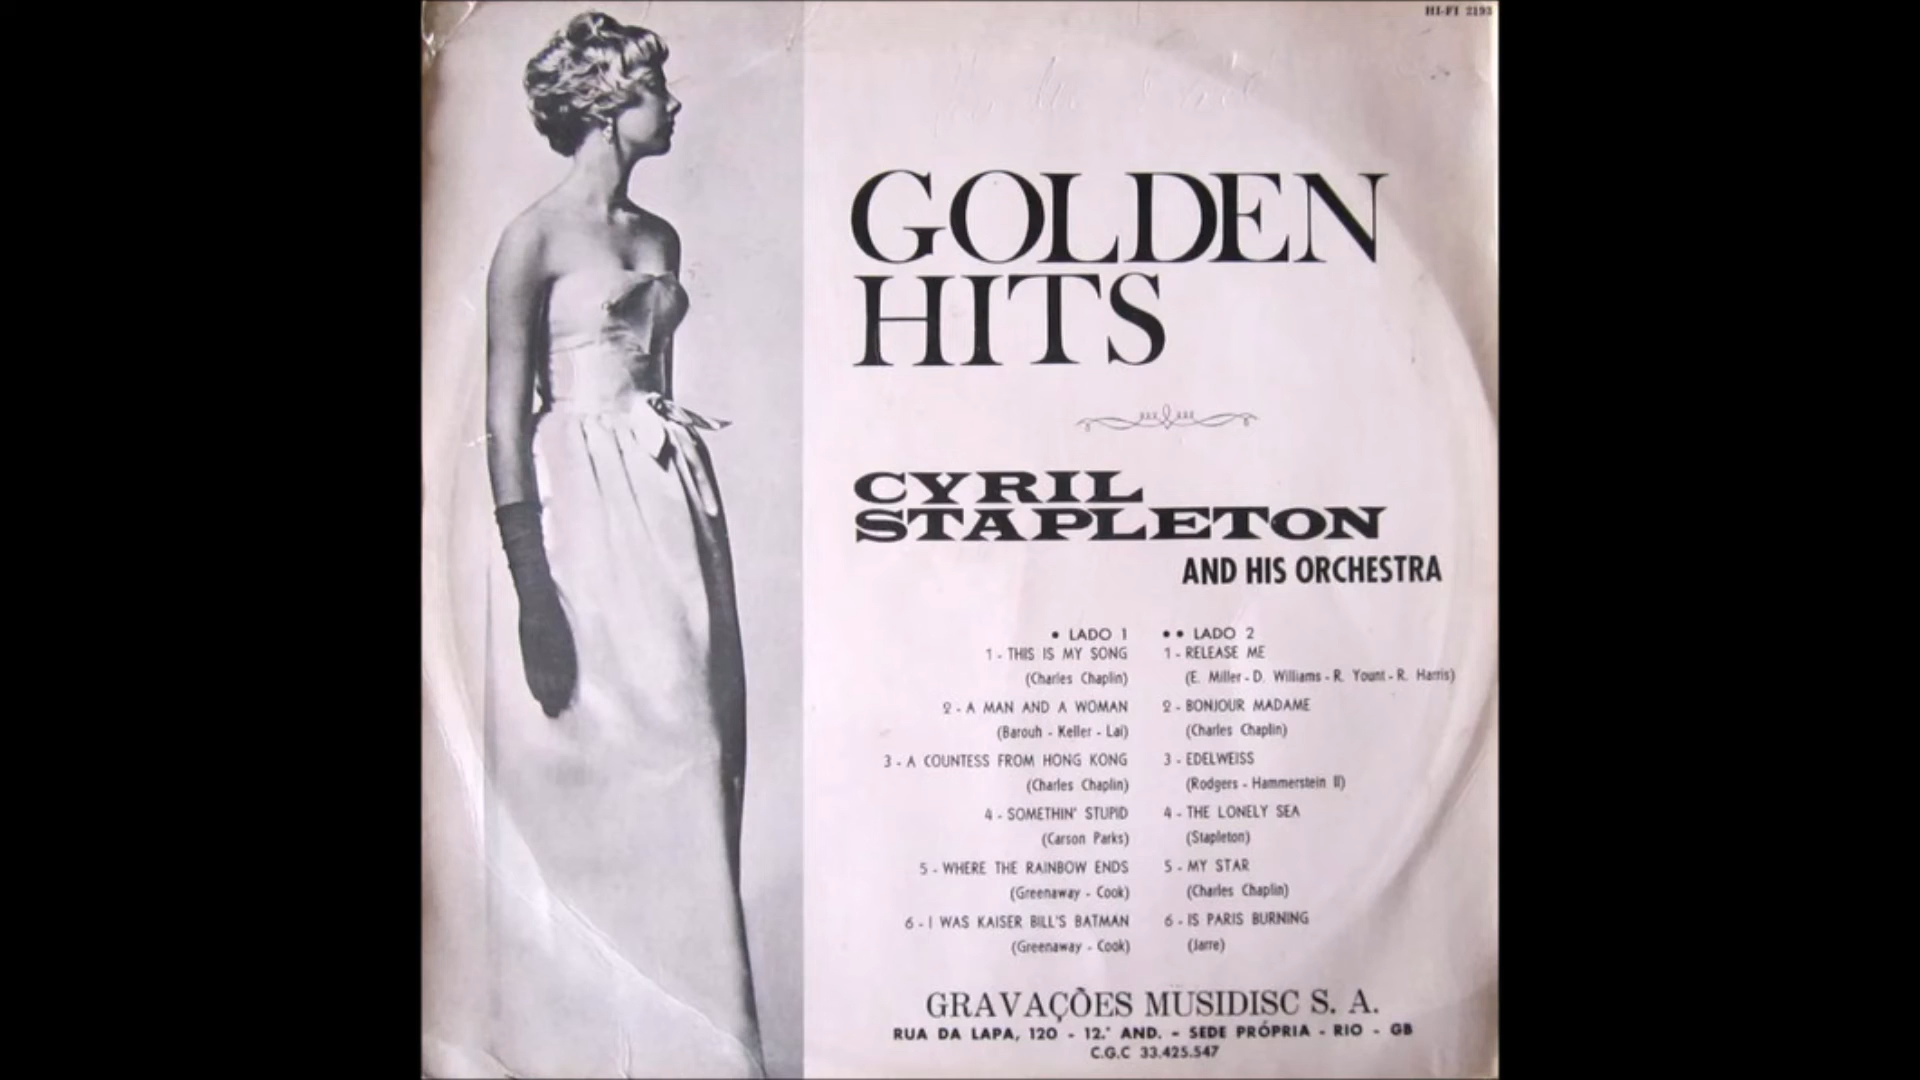 HI-FI 2193
GOLDEN
HITS
CYRIL
STAPLETON
AND HIS ORCHESTRA
• LADO 1
1 - THIS IS MY SONG
(Charles Chaplin)
2 - A MAN AND A WOMAN
(Barouh - Keller - Lai)
3 - A COUNTESS FROM HONG KONG
(Charles Chaplin)
4 - SOMETHIN' STUPID
(Carson Parks)
5 - WHERE THE RAINBOW ENDS
(Greenaway - Cook)
6 - I WAS KAISER BILL'S BATMAN
(Greenaway - Cook)
•• LADO 2
1 - RELEASE ME
(E. Miller - D. Williams - R. Yount - R. Harris)
2 - BONJOUR MADAME
(Charles Chaplin)
3 - EDELWEISS
(Rodgers - Hammerstein II)
4 - THE LONELY SEA
(Stapleton)
5 - MY STAR
(Charles Chaplin)
6 - IS PARIS BURNING
(Jarre)
GRAVAÇÕES MUSIDISC S. A.
RUA DA LAPA, 120 - 12.° AND. - SEDE PRÓPRIA - RIO - GB
C.G.C 33.425.547